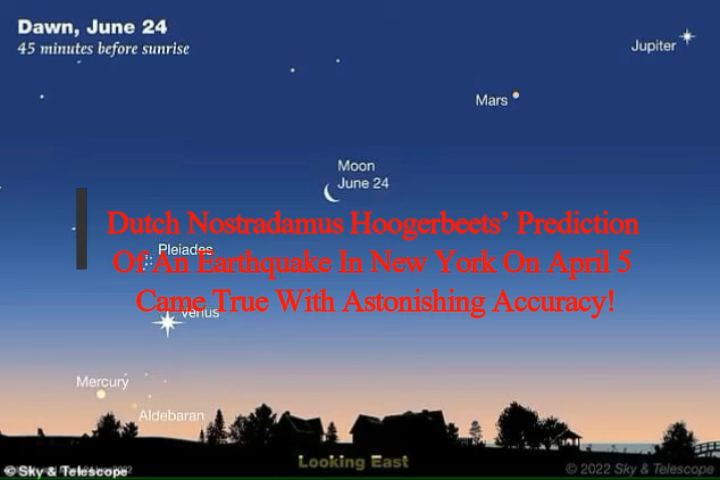 Dawn, June 24
45 minutes before sunrise
Jupiter
Mars
Moon
June 24
Dutch Nostradamus Hoogerbeets’ Prediction
Pleiades
Of An Earthquake In New York On April 5
Came True With Astonishing Accuracy!
Venus
Mercury
Aldebaran
Looking East
©Sky & Telescope
© 2022 Sky & Telescope